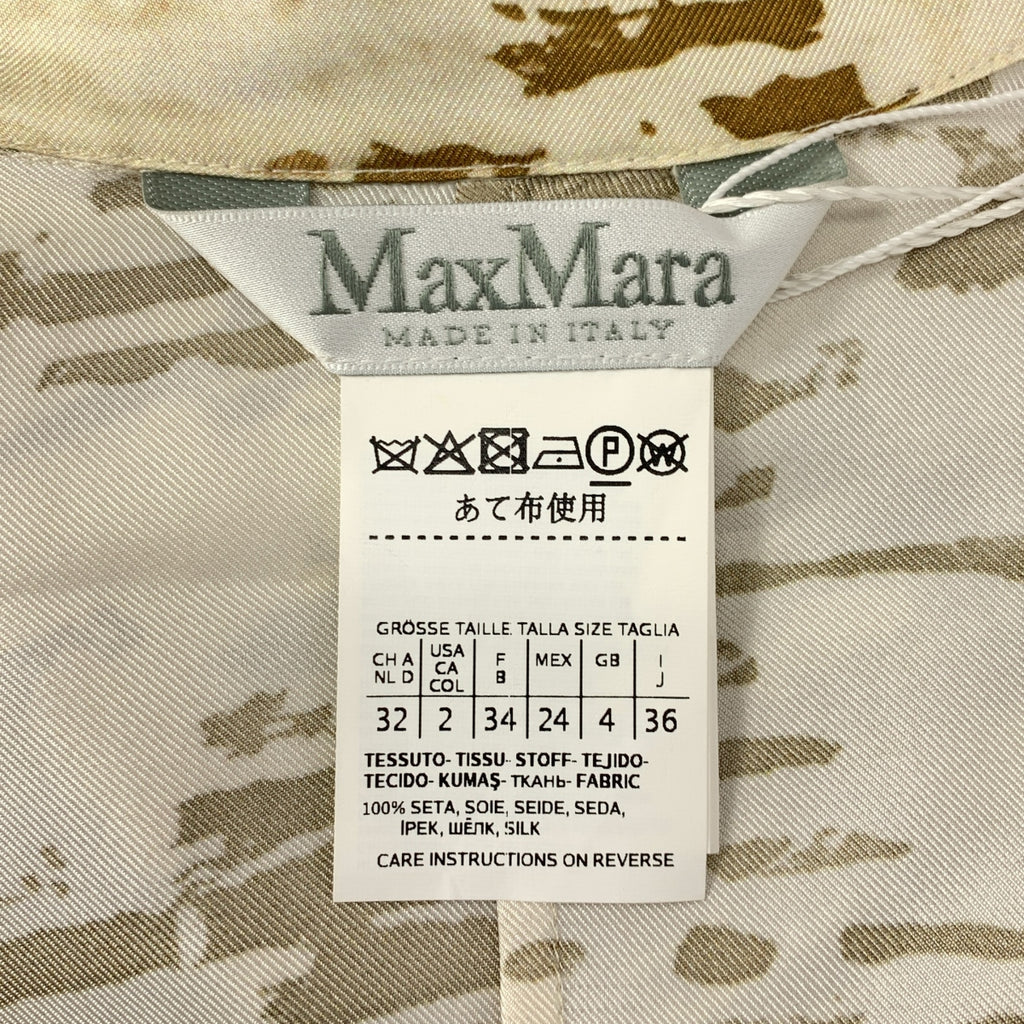 MaxMara
MADE IN ITALY
P W
あて布使用
GRÖSSE TAILLE TALLA SIZE TAGLIA
CH A NL D USA CA COL F B MEX GB I J
32 2 34 24 4 36
TESSUTO- TISSU- STOFF- TEJIDO-
TECIDO- KUMAŞ- ТКАНЬ- FABRIC
100% SETA, SOIE, SEIDE, SEDA,
İPEK, ШЁЛК, SILK
CARE INSTRUCTIONS ON REVERSE